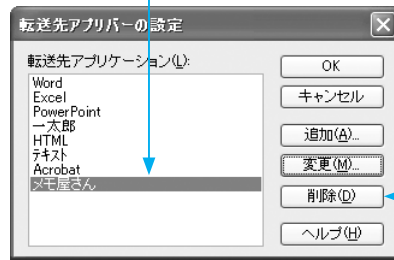 転送先アプリバーの設定
転送先アプリケーション(L):
Word
Excel
PowerPoint
一太郎
HTML
テキスト
Acrobat
メモ屋さん
OK
キャンセル
追加(A)...
変更(M)...
削除(D)
ヘルプ(H)